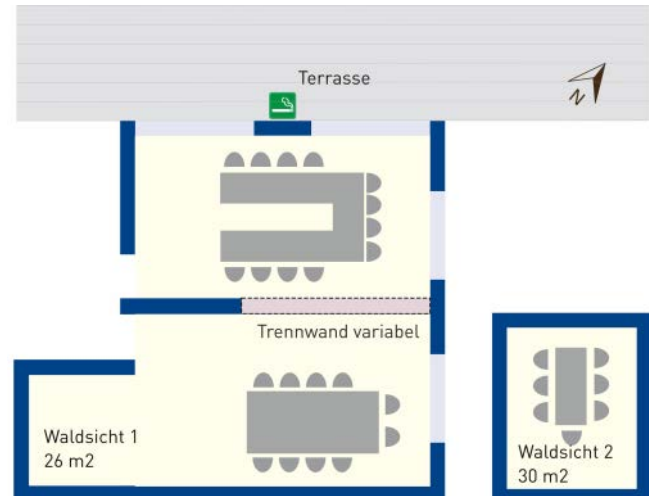 Terrasse
N
Trennwand variabel
Waldsicht 1
26 m2
Waldsicht 2
30 m2